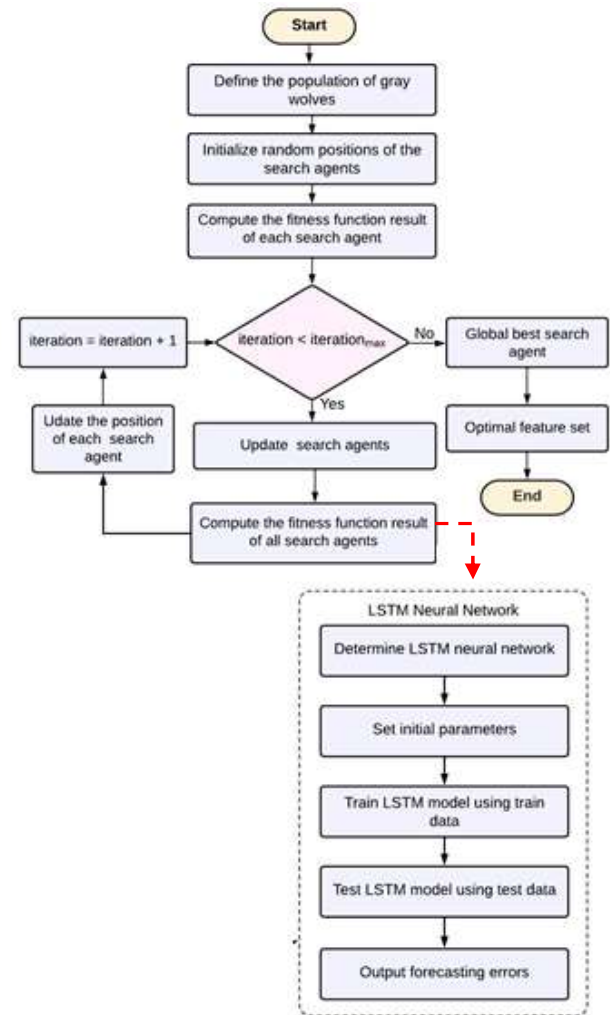 Start
Define the population of gray
wolves
Initialize random positions of the
search agents
Compute the fitness function result
of each search agent
iteration = iteration + 1
iteration < iterationmax
No
Global best search
agent
Yes
Udate the position
of each search
agent
Update search agents
Optimal feature set
End
Compute the fitness function result
of all search agents
LSTM Neural Network
Determine LSTM neural network
Set initial parameters
Train LSTM model using train
data
Test LSTM model using test data
Output forecasting errors